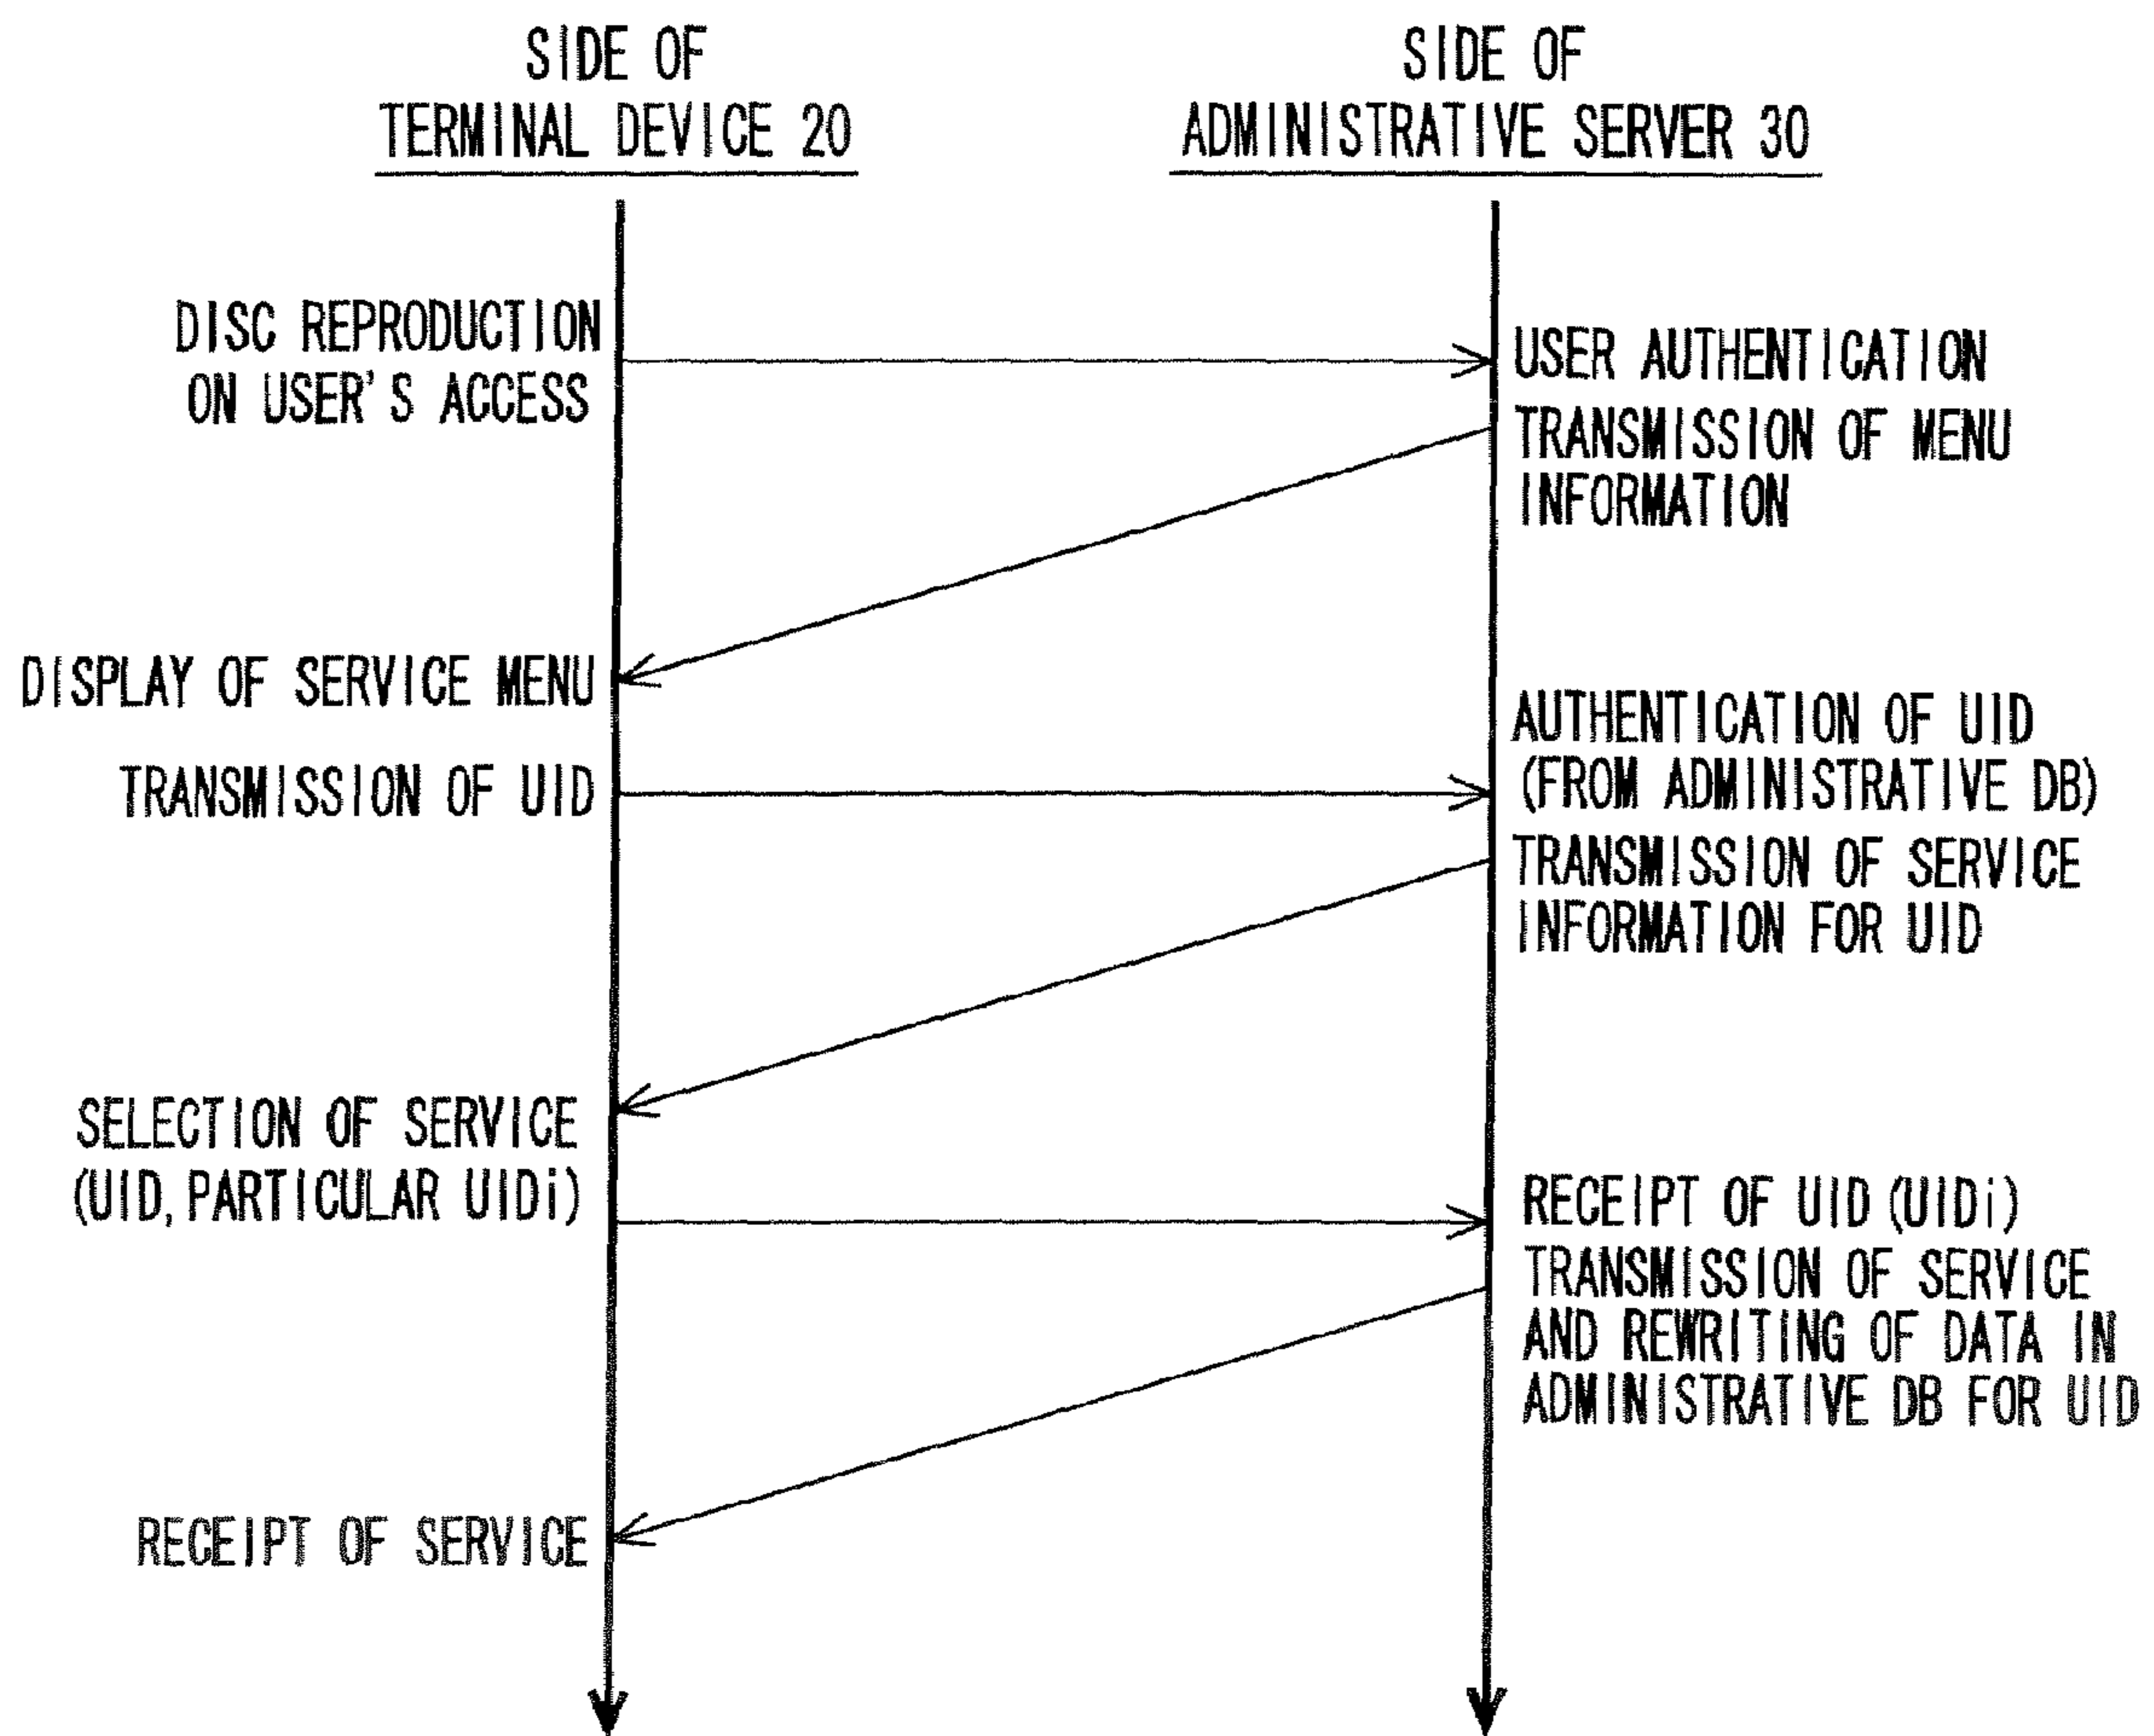 SIDE OF
TERMINAL DEVICE 20
SIDE OF
ADMINISTRATIVE SERVER 30
DISC REPRODUCTION
ON USER'S ACCESS
USER AUTHENTICATION
TRANSMISSION OF MENU
INFORMATION
DISPLAY OF SERVICE MENU
TRANSMISSION OF UID
AUTHENTICATION OF UID
(FROM ADMINISTRATIVE DB)
TRANSMISSION OF SERVICE
INFORMATION FOR UID
SELECTION OF SERVICE
(UID, PARTICULAR UIDi)
RECEIPT OF UID (UIDi)
TRANSMISSION OF SERVICE
AND REWRITING OF DATA IN
ADMINISTRATIVE DB FOR UID
RECEIPT OF SERVICE